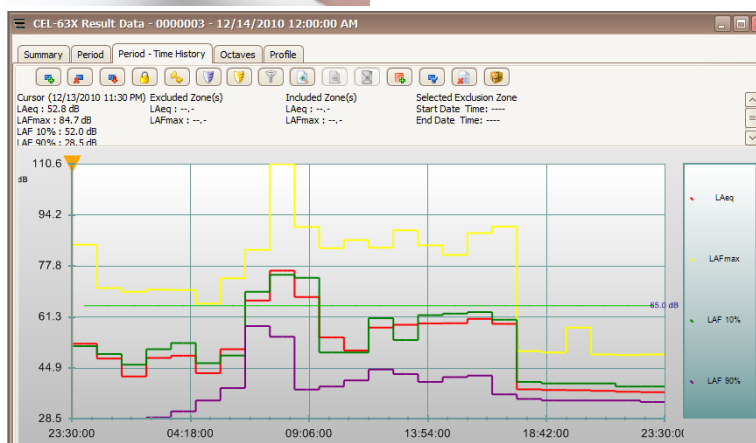 CEL-63X Result Data - 0000003 - 12/14/2010 12:00:00 AM
Summary Period Period - Time History Octaves Profile
Cursor (12/13/2010 11:30 PM) Excluded Zone(s) Included Zone(s) Selected Exclusion Zone
LAeq : 52.8 dB LAeq : --.- LAeq : --.- Start Date Time: ----
LAFmax : 84.7 dB LAFmax : --.- LAFmax : --.- End Date Time: ----
LAF 10% : 52.0 dB
LAF 90% : 28.5 dB
110.6
dB
94.2
77.8
61.3
44.9
28.5
65.0 dB
23:30:00 04:18:00 09:06:00 13:54:00 18:42:00 23:30:00
LAeq
LAFmax
LAF 10%
LAF 90%